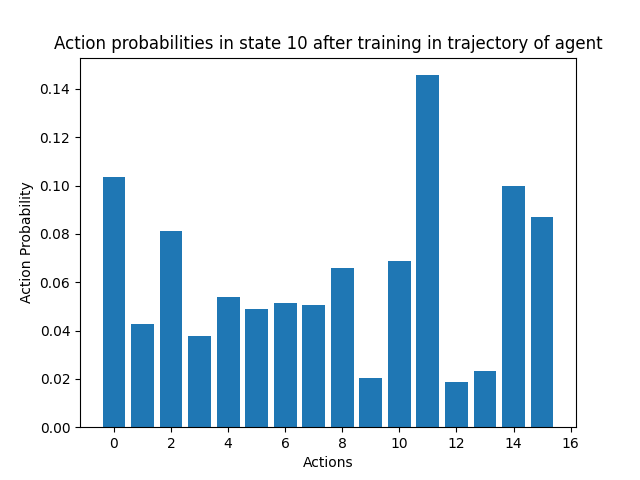 Action probabilities in state 10 after training in trajectory of agent
0.14
0.12
0.10
0.08
0.06
0.04
0.02
0.00
Action Probability
0 2 4 6 8 10 12 14 16
Actions